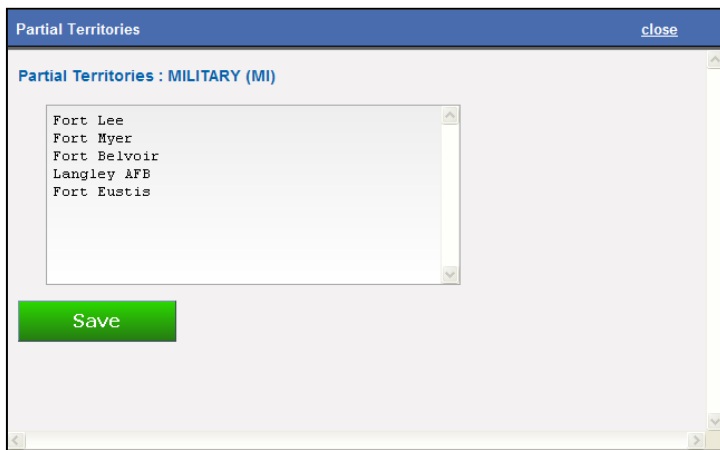 Partial Territories close
Partial Territories : MILITARY (MI)
Fort Lee
Fort Myer
Fort Belvoir
Langley AFB
Fort Eustis
Save